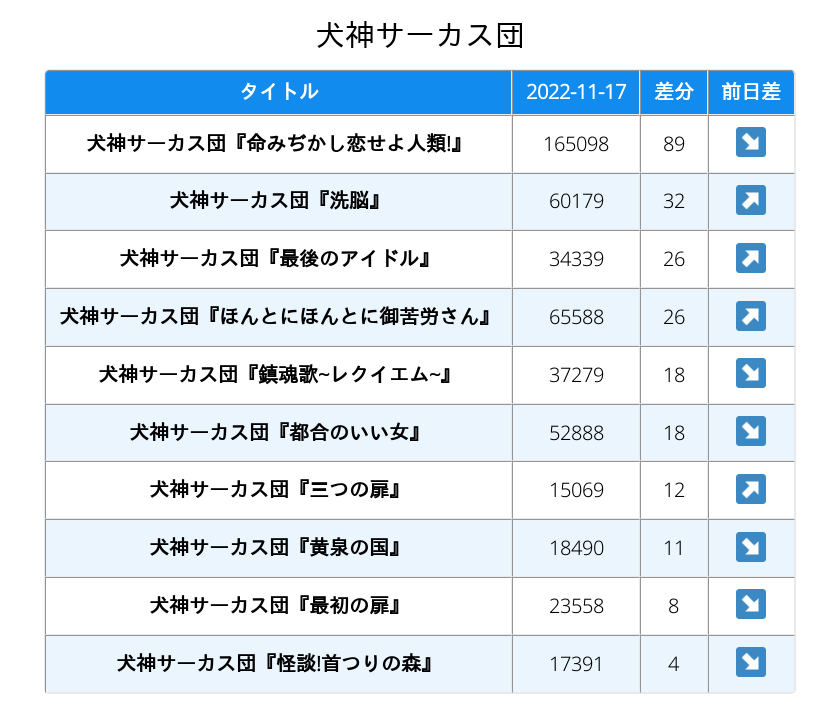 犬神サーカス団
タイトル 2022-11-17 差分 前日差
犬神サーカス団『命みぢかし恋せよ人類!』 165098 89 ↘
犬神サーカス団『洗脳』 60179 32 ↗
犬神サーカス団『最後のアイドル』 34339 26 ↗
犬神サーカス団『ほんとにほんとに御苦労さん』 65588 26 ↗
犬神サーカス団『鎮魂歌~レクイエム~』 37279 18 ↘
犬神サーカス団『都合のいい女』 52888 18 ↘
犬神サーカス団『三つの扉』 15069 12 ↗
犬神サーカス団『黄泉の国』 18490 11 ↘
犬神サーカス団『最初の扉』 23558 8 ↘
犬神サーカス団『怪談!首つりの森』 17391 4 ↘